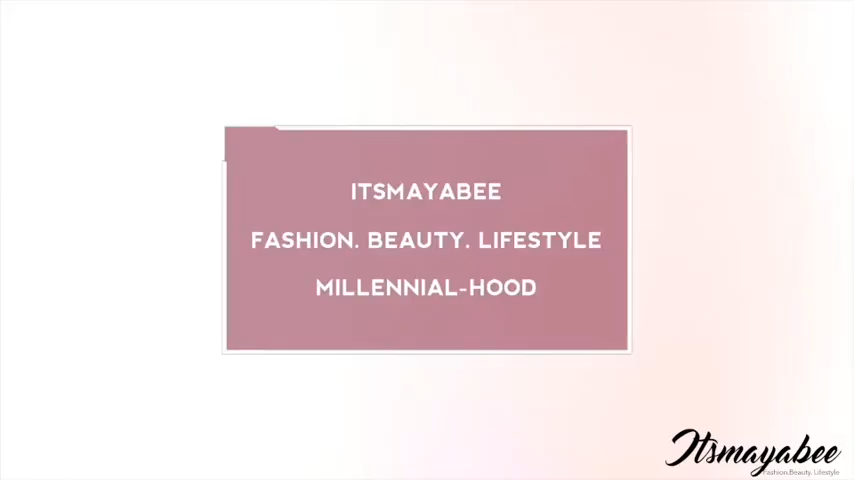 ITSMAYABEE
FASHION. BEAUTY. LIFESTYLE
MILLENNIAL-HOOD
Itsmayabee
Fashion.Beauty. Lifestyle